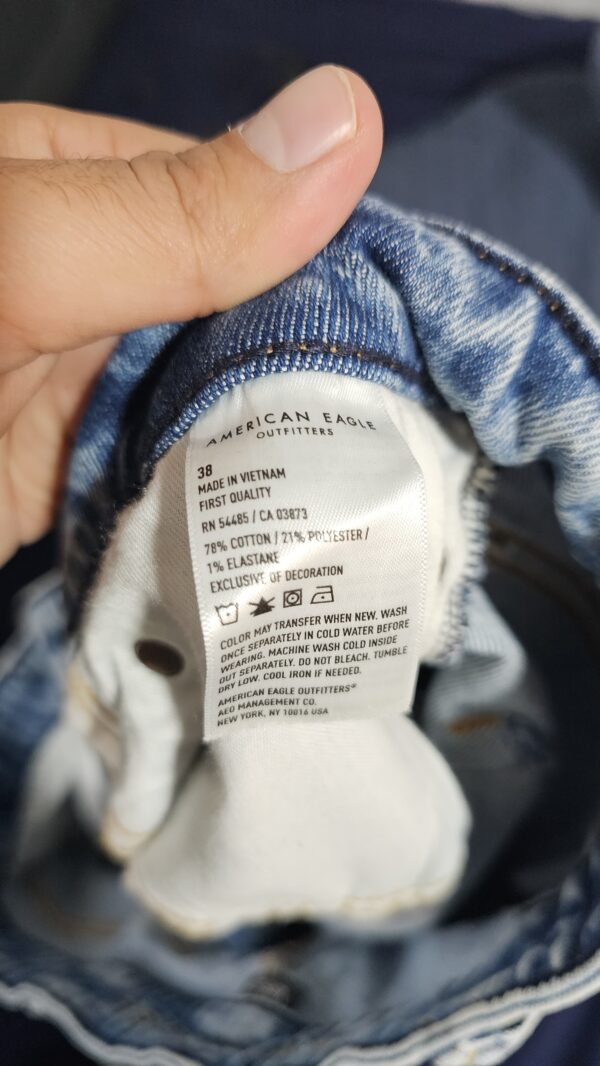 AMERICAN EAGLE
OUTFITTERS
38
MADE IN VIETNAM
FIRST QUALITY
RN 54485 / CA 03873
78% COTTON / 21% POLYESTER /
1% ELASTANE
EXCLUSIVE OF DECORATION
COLOR MAY TRANSFER WHEN NEW. WASH
ONCE SEPARATELY IN COLD WATER BEFORE
WEARING. MACHINE WASH COLD INSIDE
OUT SEPARATELY. DO NOT BLEACH. TUMBLE
DRY LOW. COOL IRON IF NEEDED.
AMERICAN EAGLE OUTFITTERS®
AEO MANAGEMENT CO.
NEW YORK, NY 10016 USA